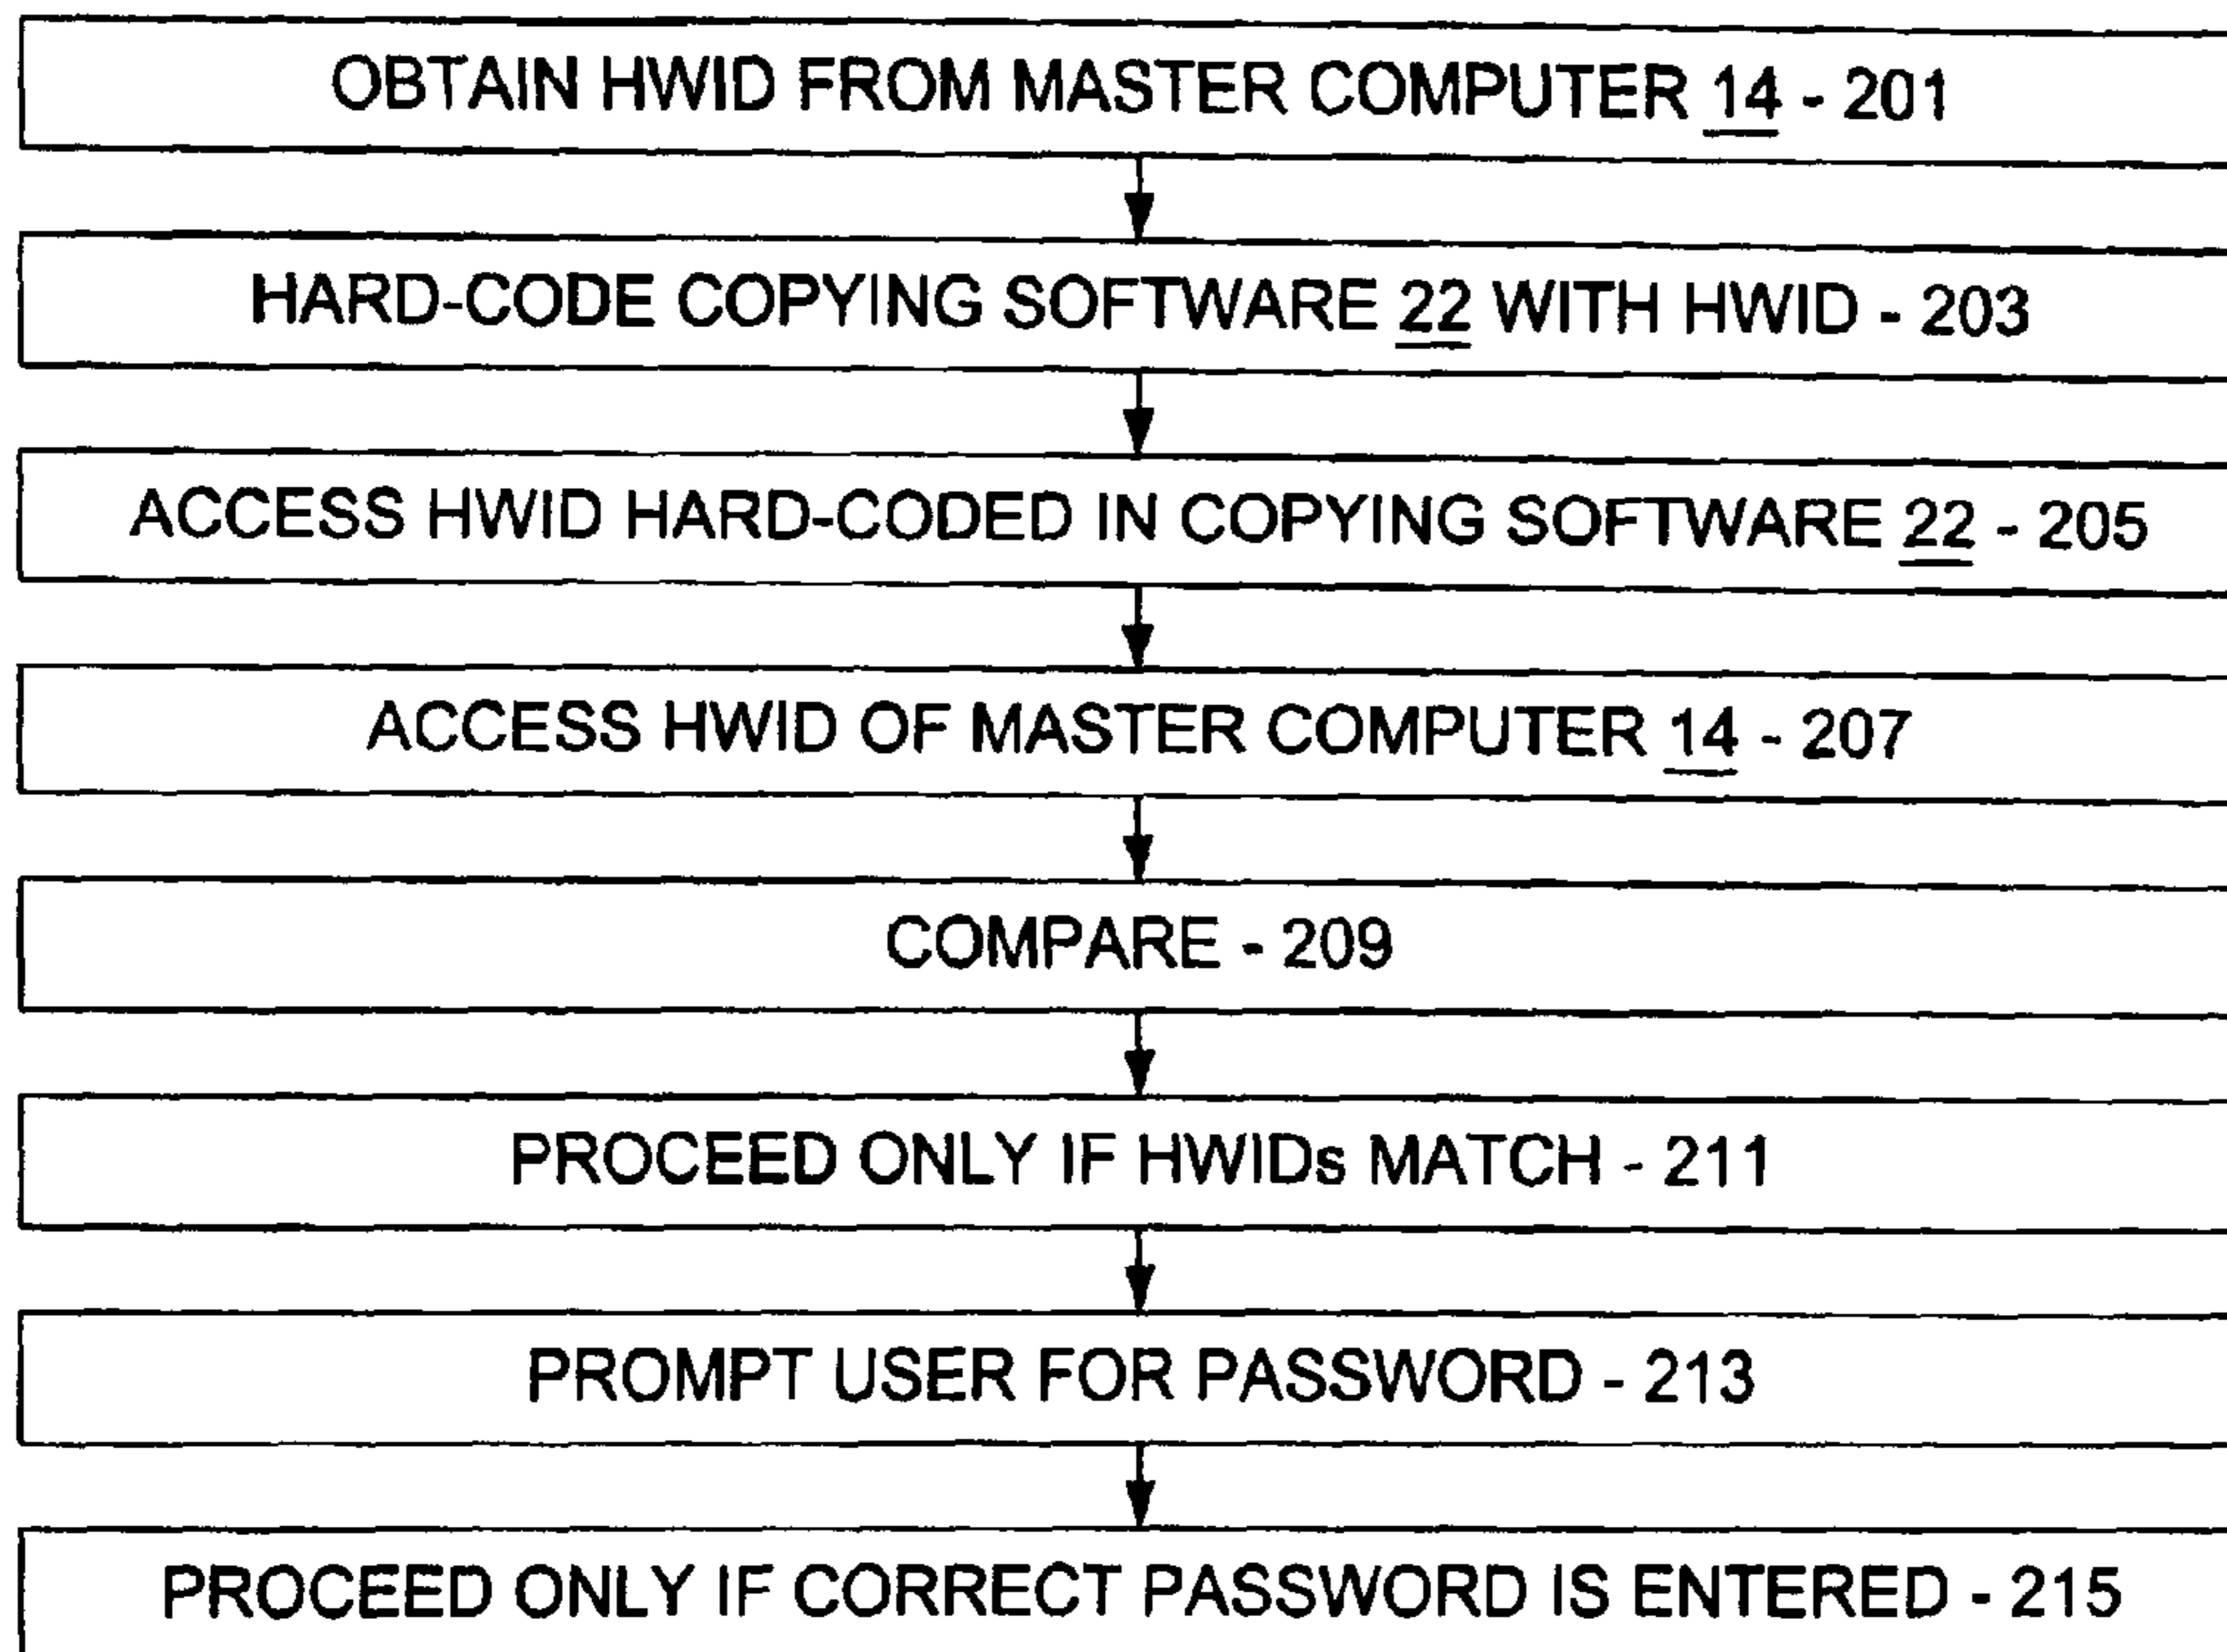 OBTAIN HWID FROM MASTER COMPUTER 14 - 201
HARD-CODE COPYING SOFTWARE 22 WITH HWID - 203
ACCESS HWID HARD-CODED IN COPYING SOFTWARE 22 - 205
ACCESS HWID OF MASTER COMPUTER 14 - 207
COMPARE - 209
PROCEED ONLY IF HWIDs MATCH - 211
PROMPT USER FOR PASSWORD - 213
PROCEED ONLY IF CORRECT PASSWORD IS ENTERED - 215